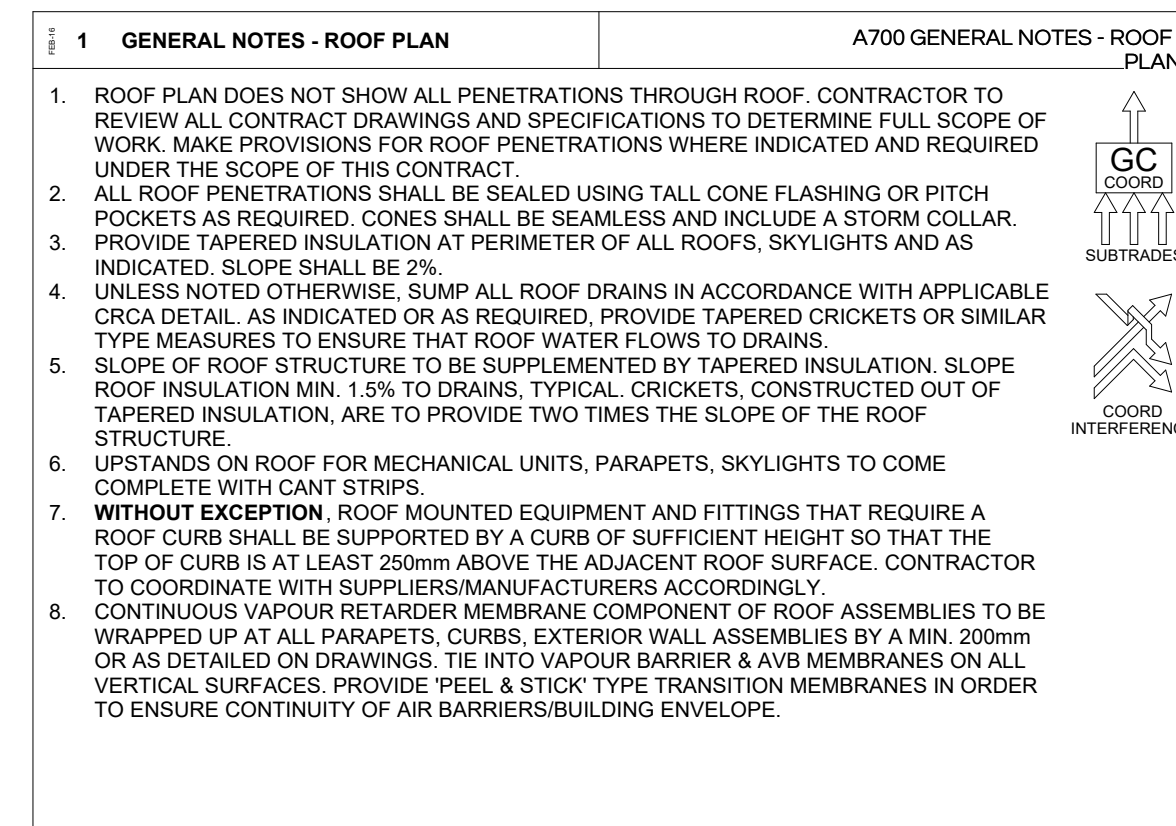 FEB-16
1 GENERAL NOTES - ROOF PLAN
A700 GENERAL NOTES - ROOF
PLAN
1. ROOF PLAN DOES NOT SHOW ALL PENETRATIONS THROUGH ROOF. CONTRACTOR TO
REVIEW ALL CONTRACT DRAWINGS AND SPECIFICATIONS TO DETERMINE FULL SCOPE OF
WORK. MAKE PROVISIONS FOR ROOF PENETRATIONS WHERE INDICATED AND REQUIRED
UNDER THE SCOPE OF THIS CONTRACT.
2. ALL ROOF PENETRATIONS SHALL BE SEALED USING TALL CONE FLASHING OR PITCH
POCKETS AS REQUIRED. CONES SHALL BE SEAMLESS AND INCLUDE A STORM COLLAR.
3. PROVIDE TAPERED INSULATION AT PERIMETER OF ALL ROOFS, SKYLIGHTS AND AS
INDICATED. SLOPE SHALL BE 2%.
4. UNLESS NOTED OTHERWISE, SUMP ALL ROOF DRAINS IN ACCORDANCE WITH APPLICABLE
CRCA DETAIL. AS INDICATED OR AS REQUIRED, PROVIDE TAPERED CRICKETS OR SIMILAR
TYPE MEASURES TO ENSURE THAT ROOF WATER FLOWS TO DRAINS.
5. SLOPE OF ROOF STRUCTURE TO BE SUPPLEMENTED BY TAPERED INSULATION. SLOPE
ROOF INSULATION MIN. 1.5% TO DRAINS, TYPICAL. CRICKETS, CONSTRUCTED OUT OF
TAPERED INSULATION, ARE TO PROVIDE TWO TIMES THE SLOPE OF THE ROOF
STRUCTURE.
6. UPSTANDS ON ROOF FOR MECHANICAL UNITS, PARAPETS, SKYLIGHTS TO COME
COMPLETE WITH CANT STRIPS.
7. WITHOUT EXCEPTION, ROOF MOUNTED EQUIPMENT AND FITTINGS THAT REQUIRE A
ROOF CURB SHALL BE SUPPORTED BY A CURB OF SUFFICIENT HEIGHT SO THAT THE
TOP OF CURB IS AT LEAST 250mm ABOVE THE ADJACENT ROOF SURFACE. CONTRACTOR
TO COORDINATE WITH SUPPLIERS/MANUFACTURERS ACCORDINGLY.
8. CONTINUOUS VAPOUR RETARDER MEMBRANE COMPONENT OF ROOF ASSEMBLIES TO BE
WRAPPED UP AT ALL PARAPETS, CURBS, EXTERIOR WALL ASSEMBLIES BY A MIN. 200mm
OR AS DETAILED ON DRAWINGS. TIE INTO VAPOUR BARRIER & AVB MEMBRANES ON ALL
VERTICAL SURFACES. PROVIDE 'PEEL & STICK' TYPE TRANSITION MEMBRANES IN ORDER
TO ENSURE CONTINUITY OF AIR BARRIERS/BUILDING ENVELOPE.
GC
COORD
SUBTRADES
COORD
INTERFERENC